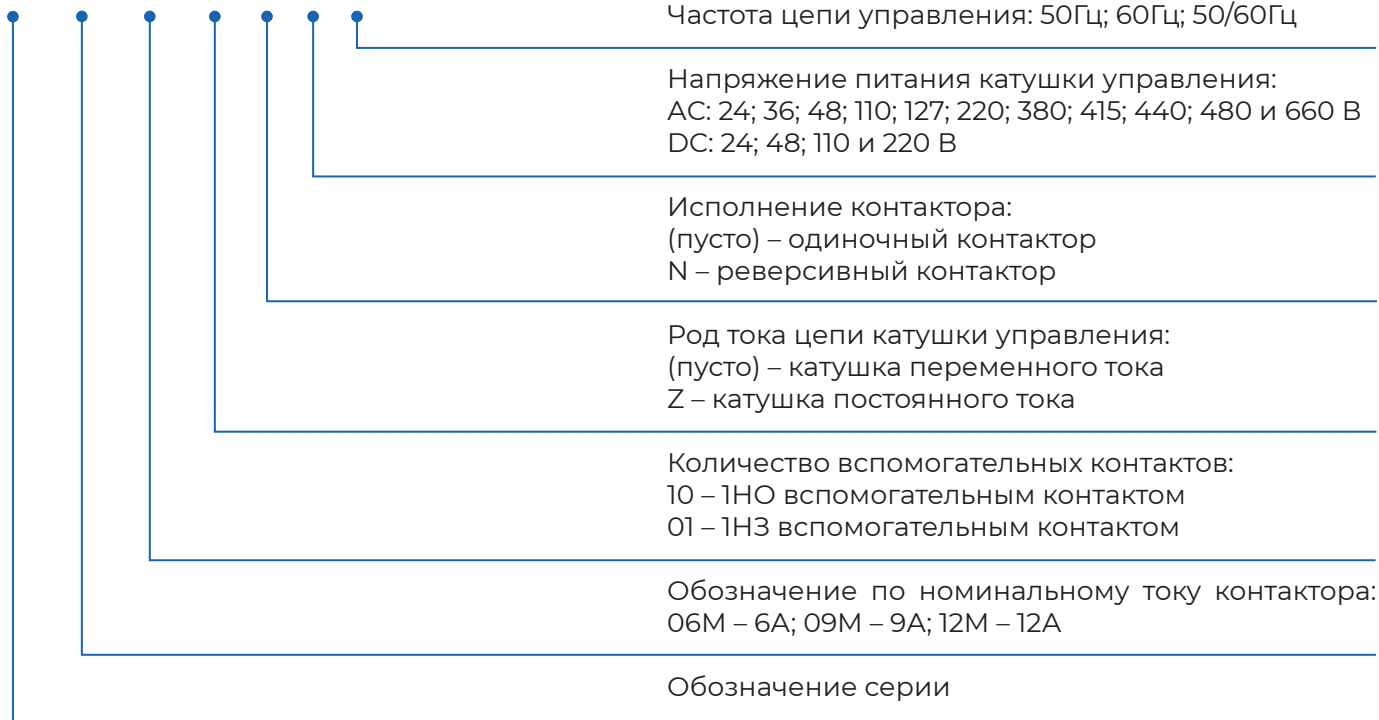 Частота цепи управления: 50Гц; 60Гц; 50/60Гц
Напряжение питания катушки управления:
AC: 24; 36; 48; 110; 127; 220; 380; 415; 440; 480 и 660 В
DC: 24; 48; 110 и 220 В
Исполнение контактора:
(пусто) – одиночный контактор
N – реверсивный контактор
Род тока цепи катушки управления:
(пусто) – катушка переменного тока
Z – катушка постоянного тока
Количество вспомогательных контактов:
10 – 1НО вспомогательным контактом
01 – 1НЗ вспомогательным контактом
Обозначение по номинальному току контактора:
06М – 6А; 09М – 9А; 12М – 12А
Обозначение серии